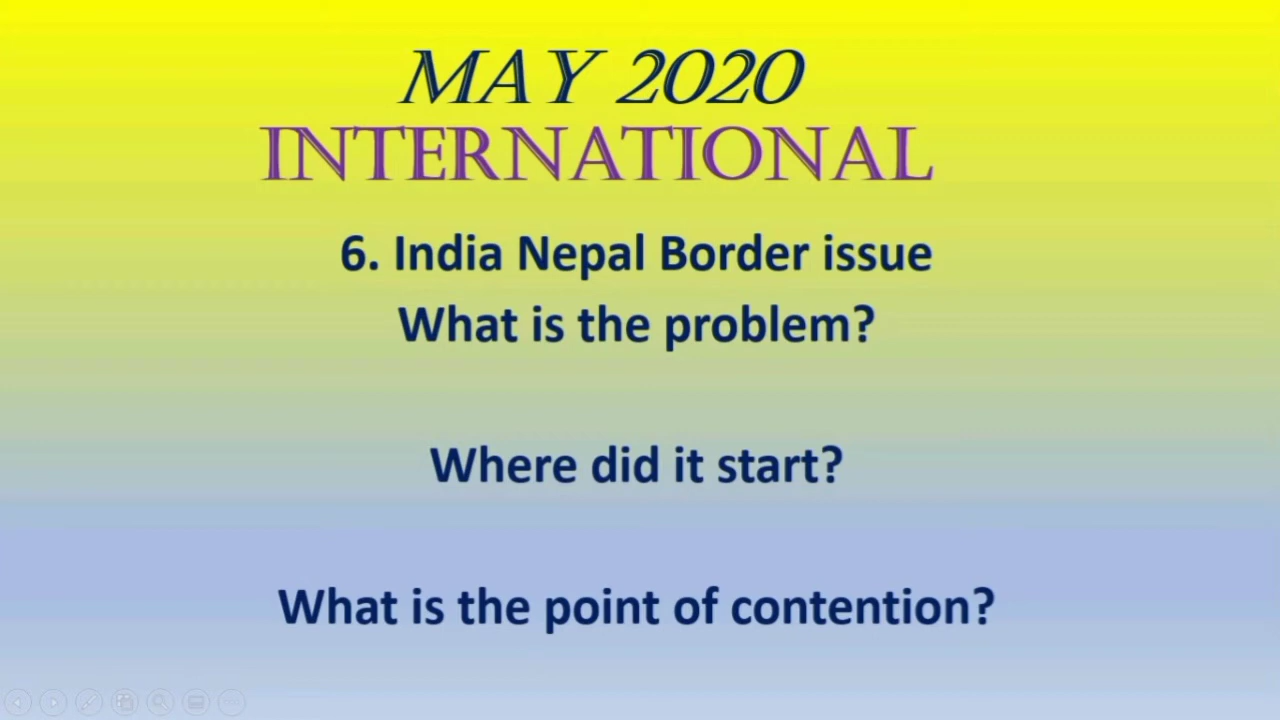 MAY 2020
INTERNATIONAL
6. India Nepal Border issue
What is the problem?
Where did it start?
What is the point of contention?